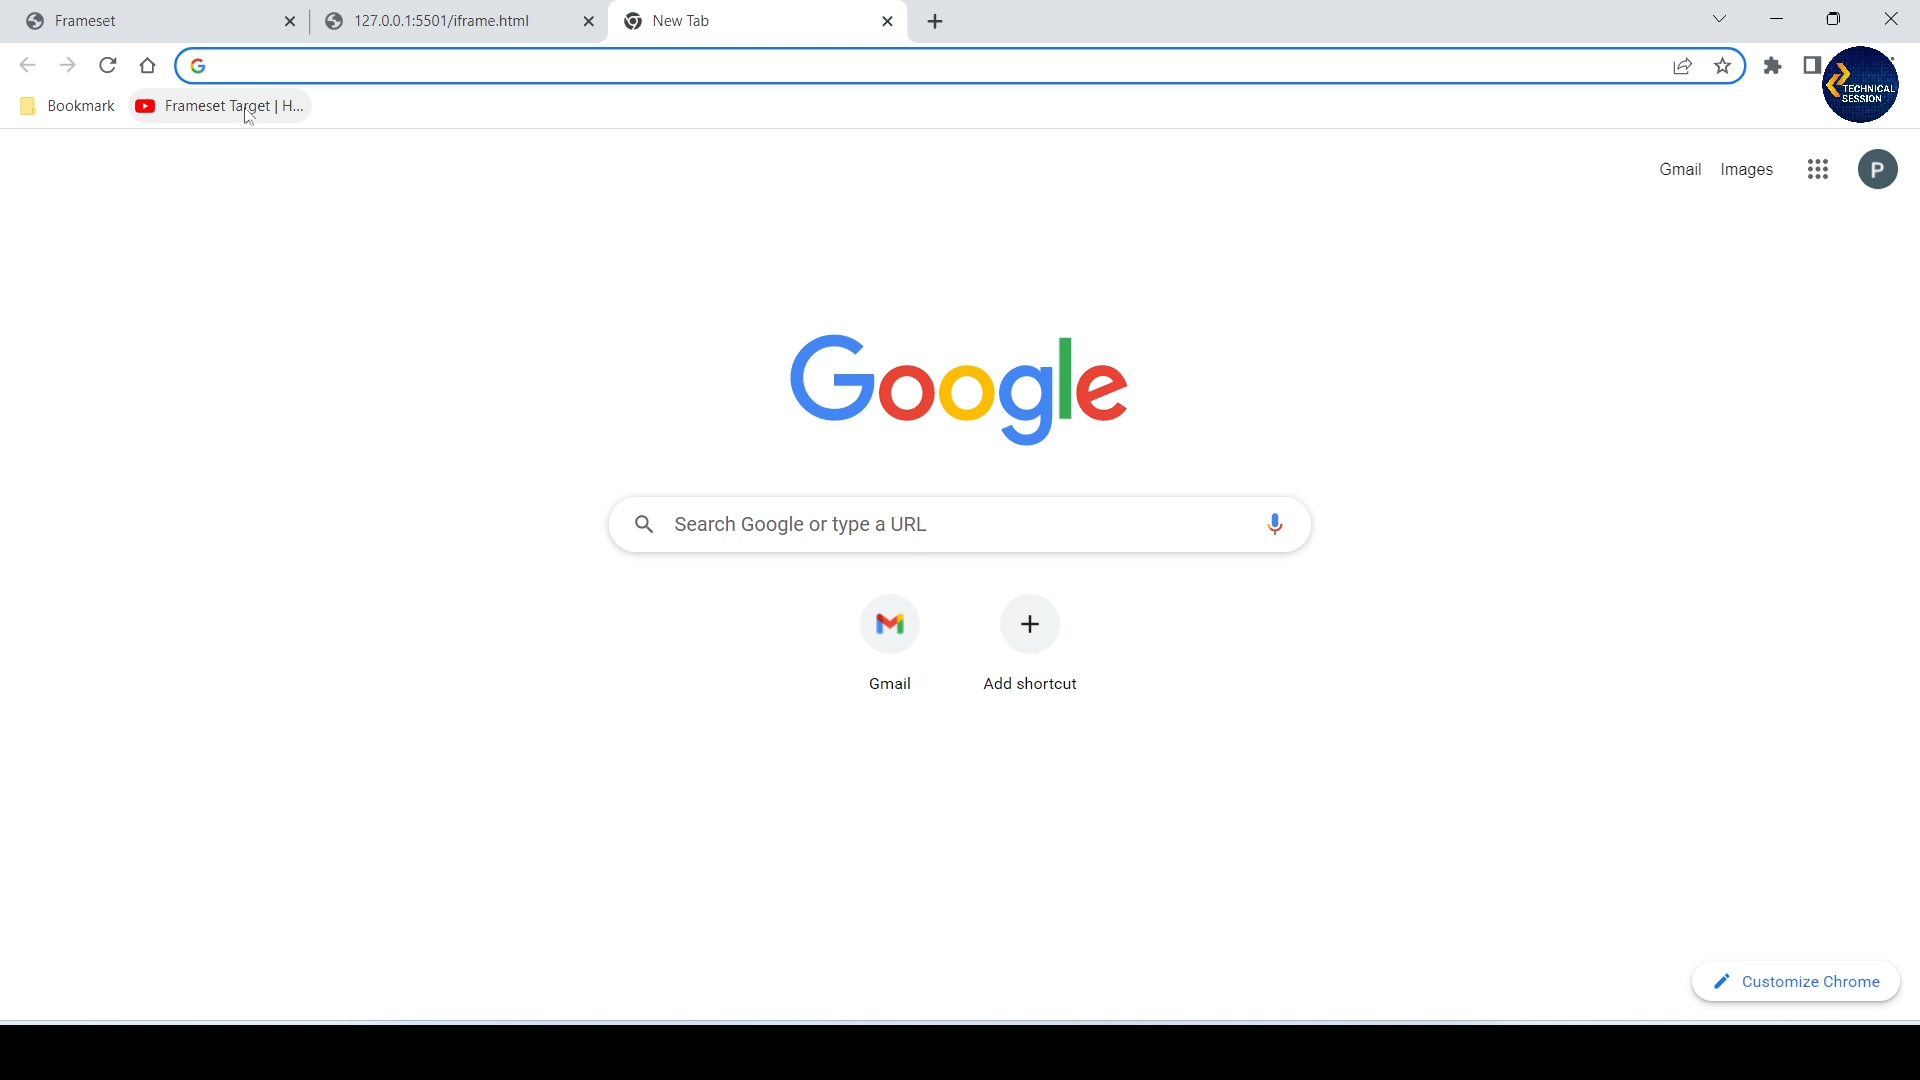 Frameset
127.0.0.1:5501/iframe.html
New Tab
Bookmark
Frameset Target | H...
TECHNICAL
SESSION
Gmail
Images
P
Google
Search Google or type a URL
Gmail
Add shortcut
Customize Chrome